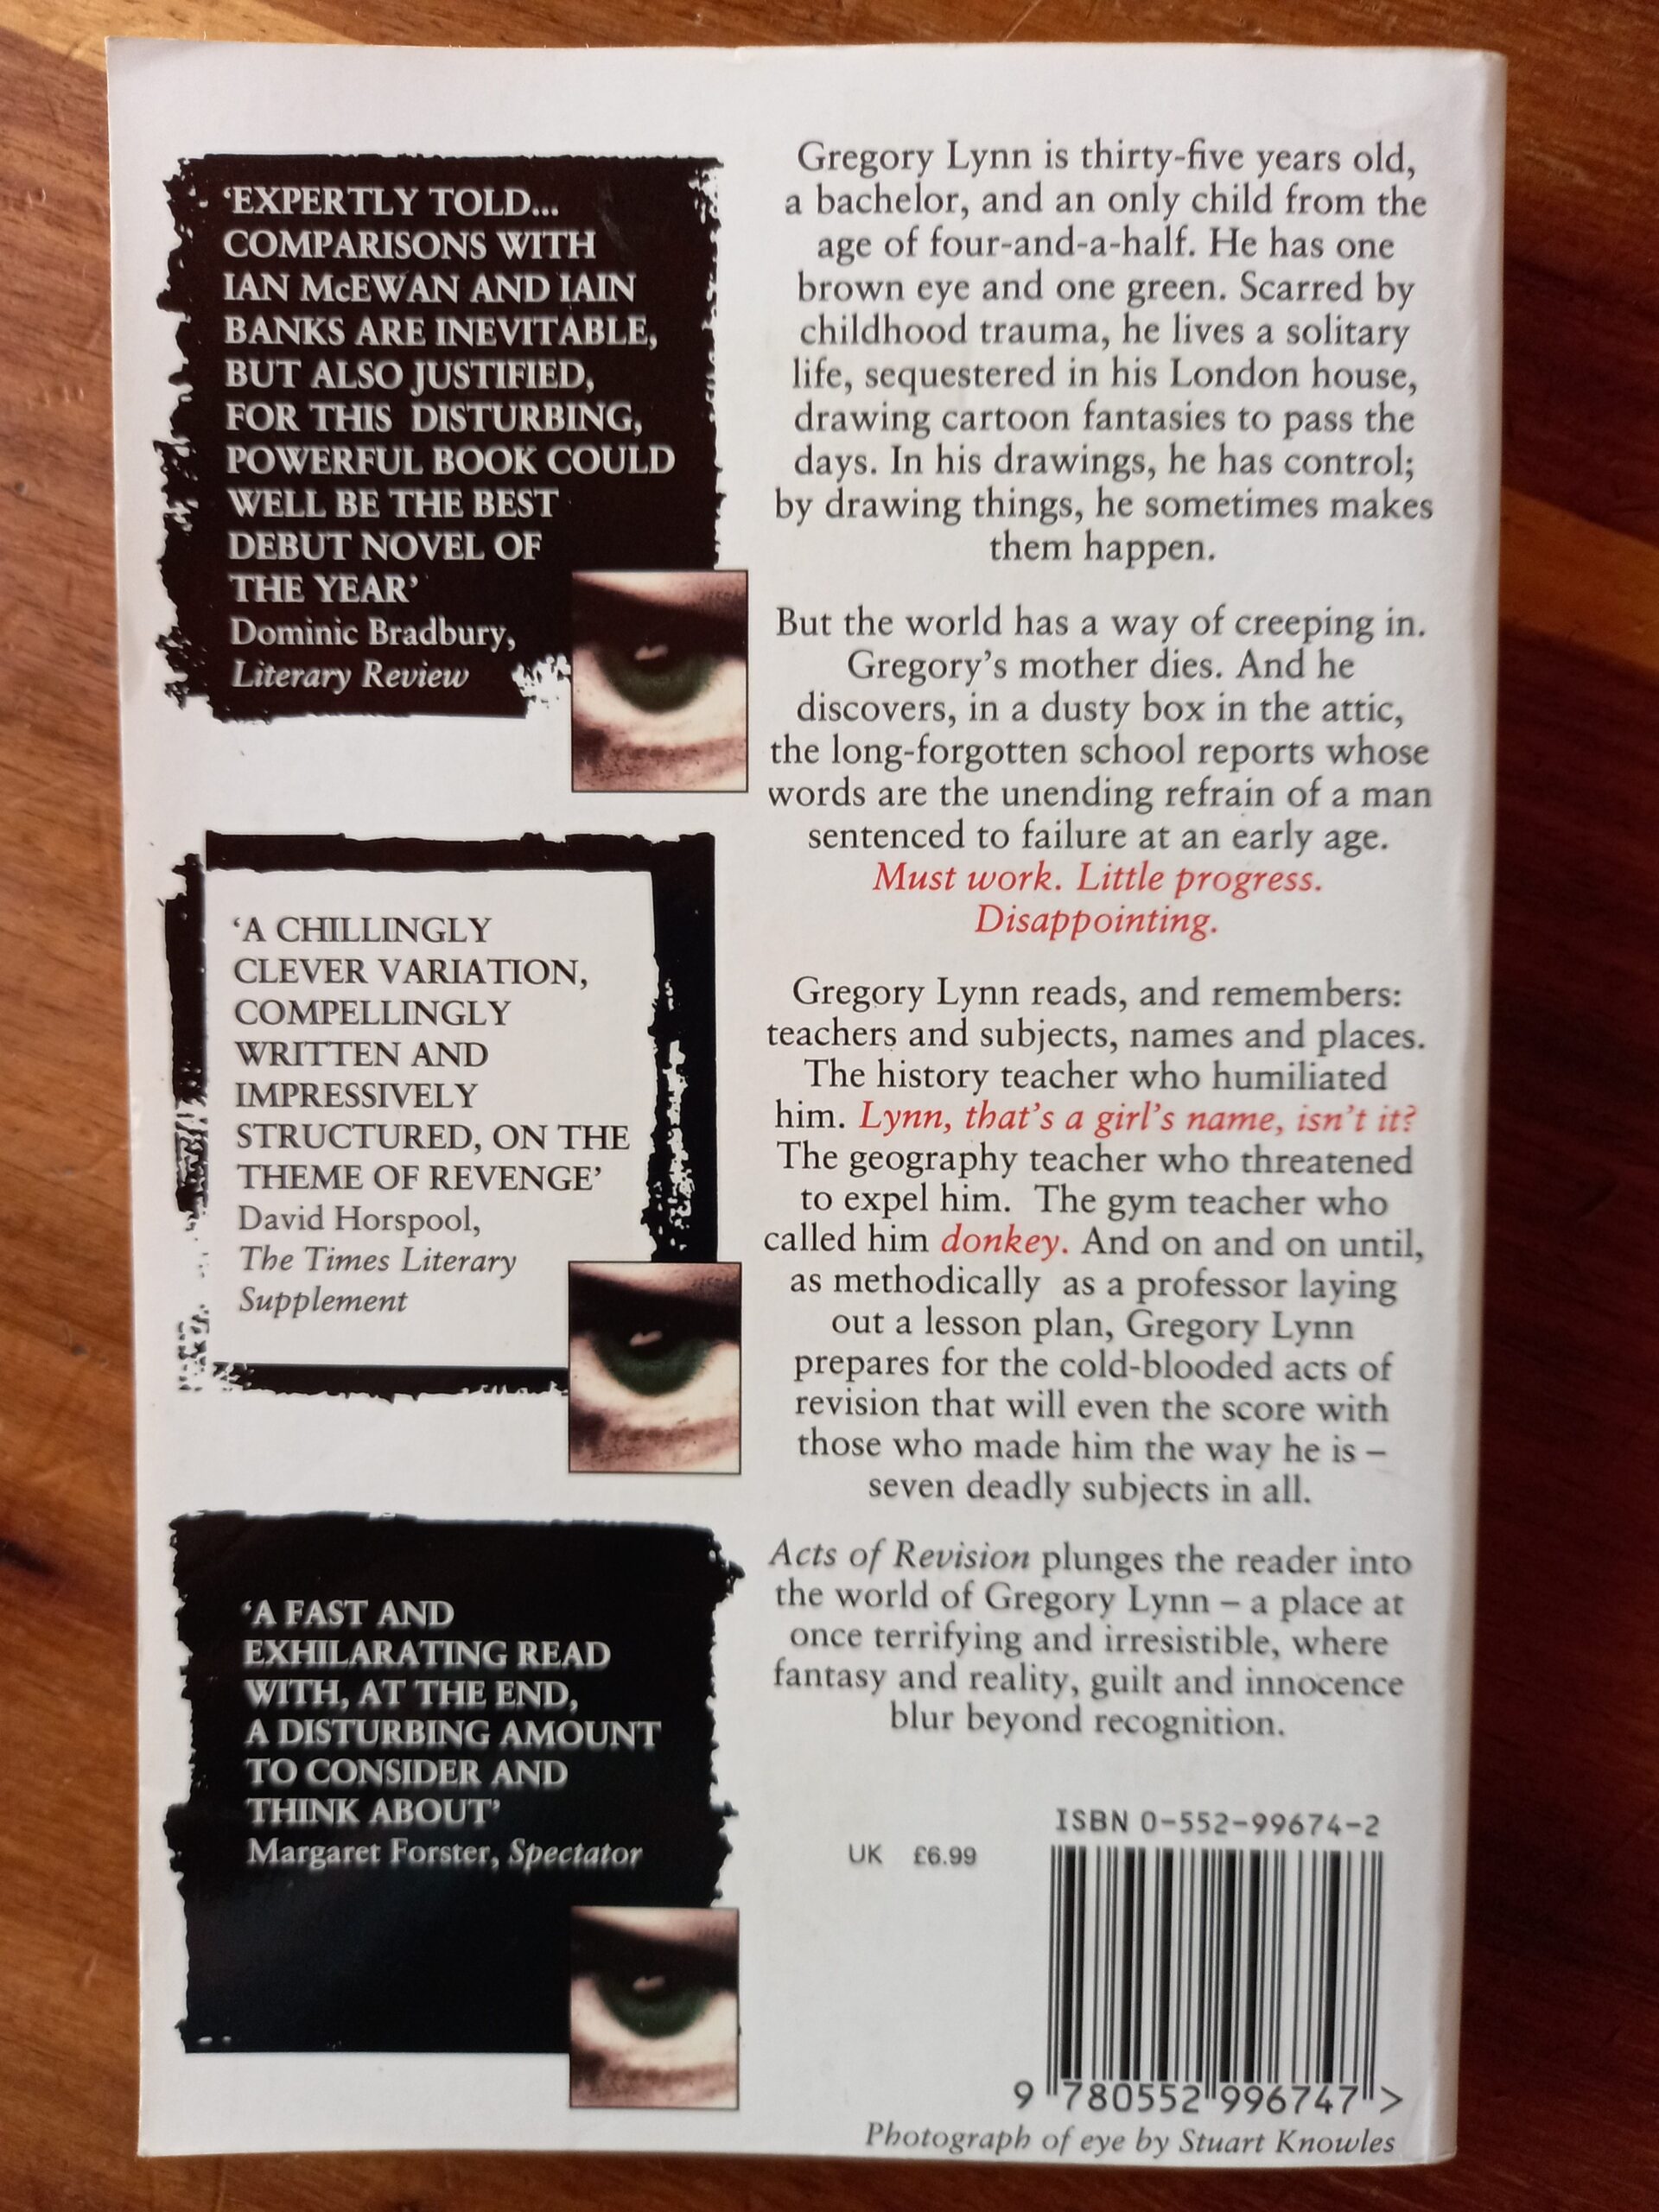 ‘EXPERTLY TOLD...
COMPARISONS WITH
IAN McEWAN AND IAIN
BANKS ARE INEVITABLE,
BUT ALSO JUSTIFIED,
FOR THIS DISTURBING,
POWERFUL BOOK COULD
WELL BE THE BEST
DEBUT NOVEL OF
THE YEAR’
Dominic Bradbury,
Literary Review
‘A CHILLINGLY
CLEVER VARIATION,
COMPELLINGLY
WRITTEN AND
IMPRESSIVELY
STRUCTURED, ON THE
THEME OF REVENGE’
David Horspool,
The Times Literary
Supplement
‘A FAST AND
EXHILARATING READ
WITH, AT THE END,
A DISTURBING AMOUNT
TO CONSIDER AND
THINK ABOUT’
Margaret Forster, Spectator
Gregory Lynn is thirty-five years old,
a bachelor, and an only child from the
age of four-and-a-half. He has one
brown eye and one green. Scarred by
childhood trauma, he lives a solitary
life, sequestered in his London house,
drawing cartoon fantasies to pass the
days. In his drawings, he has control;
by drawing things, he sometimes makes
them happen.
But the world has a way of creeping in.
Gregory’s mother dies. And he
discovers, in a dusty box in the attic,
the long-forgotten school reports whose
words are the unending refrain of a man
sentenced to failure at an early age.
Must work. Little progress.
Disappointing.
Gregory Lynn reads, and remembers:
teachers and subjects, names and places.
The history teacher who humiliated
him. Lynn, that’s a girl’s name, isn’t it?
The geography teacher who threatened
to expel him. The gym teacher who
called him donkey. And on and on until,
as methodically as a professor laying
out a lesson plan, Gregory Lynn
prepares for the cold-blooded acts of
revision that will even the score with
those who made him the way he is –
seven deadly subjects in all.
Acts of Revision plunges the reader into
the world of Gregory Lynn – a place at
once terrifying and irresistible, where
fantasy and reality, guilt and innocence
blur beyond recognition.
ISBN 0-552-99674-2
UK £6.99
9 780552 996747 >
Photograph of eye by Stuart Knowles